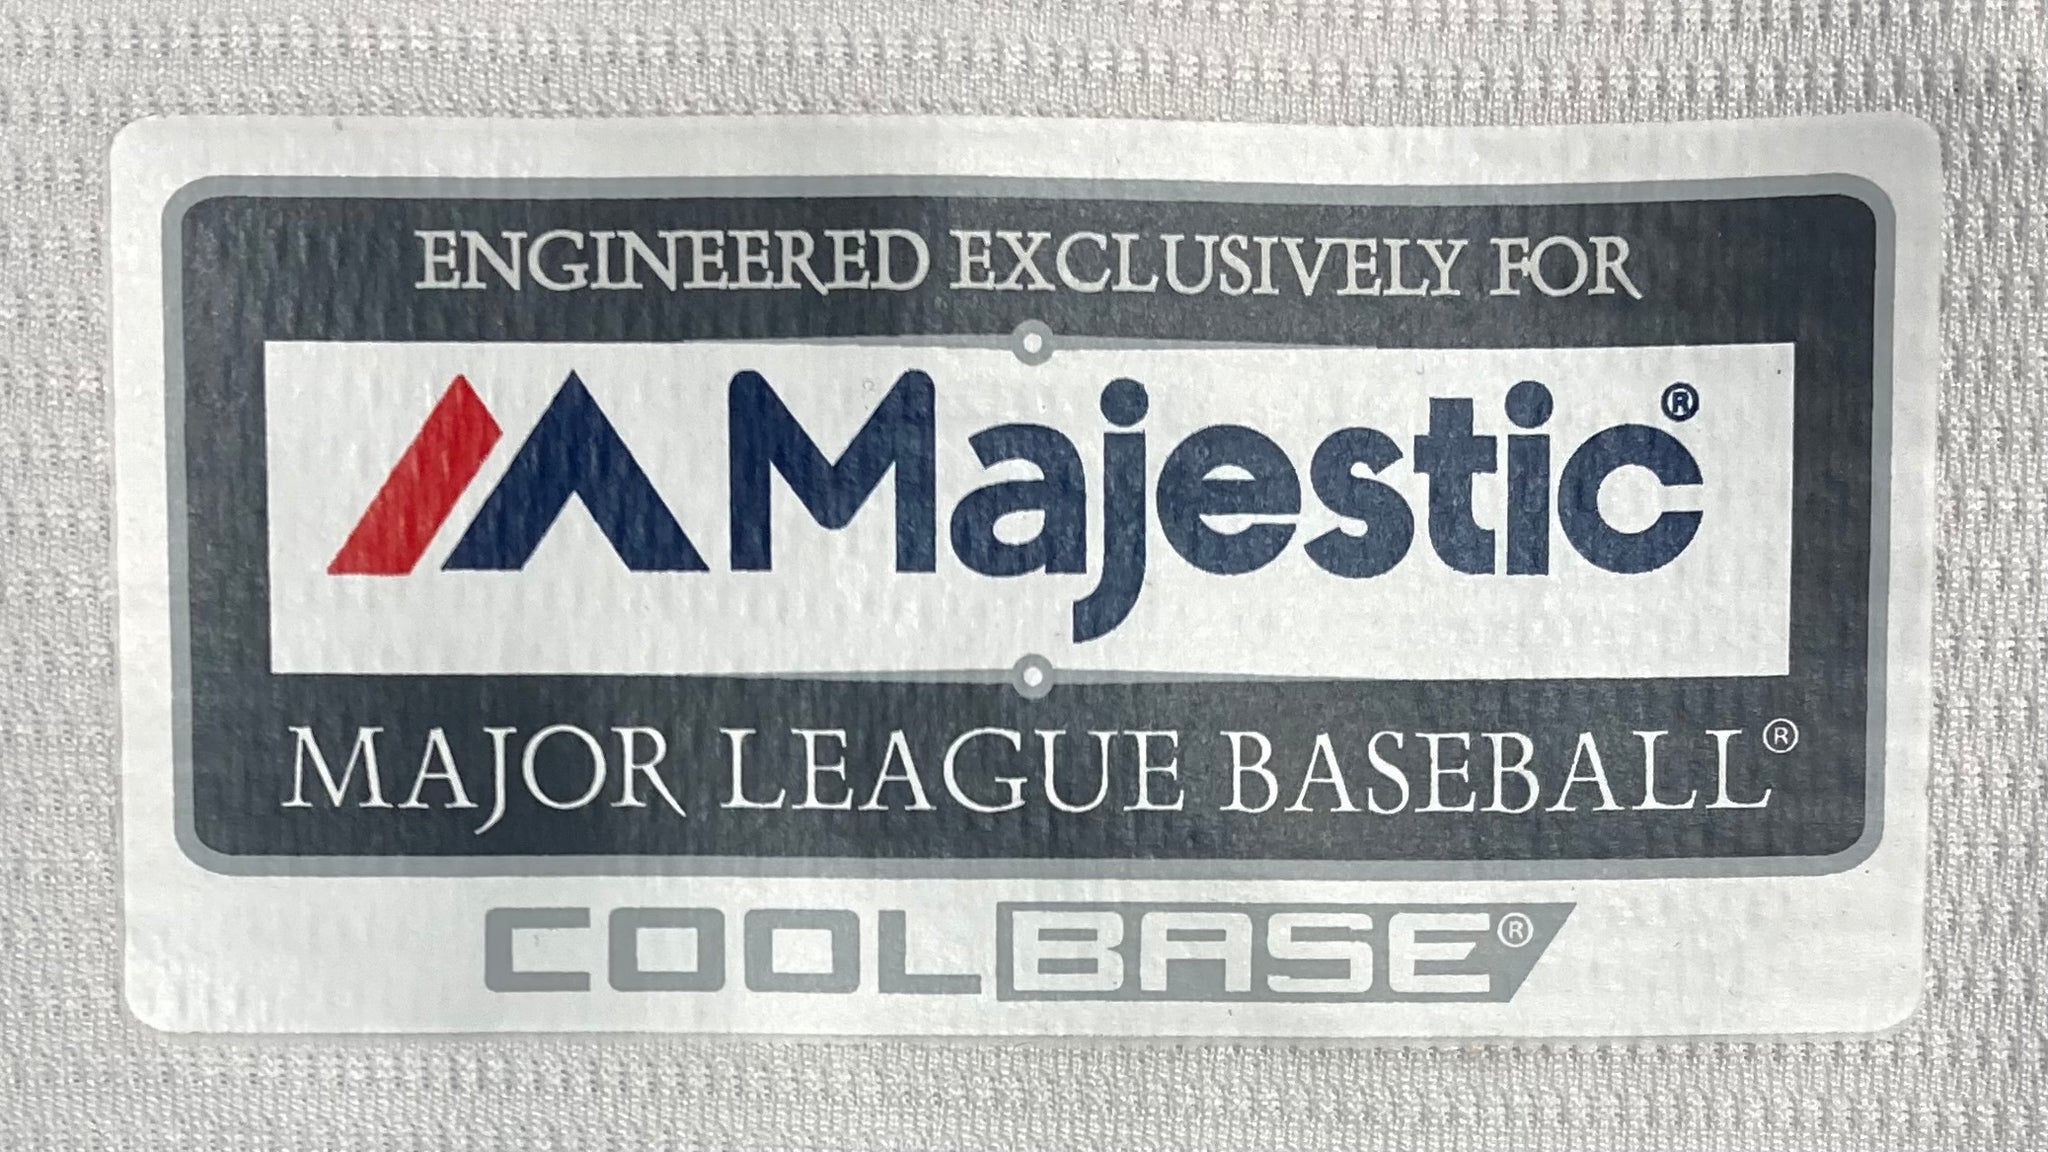 ENGINEERED EXCLUSIVELY FOR
Majestic®
MAJOR LEAGUE BASEBALL®
COOLBASE®